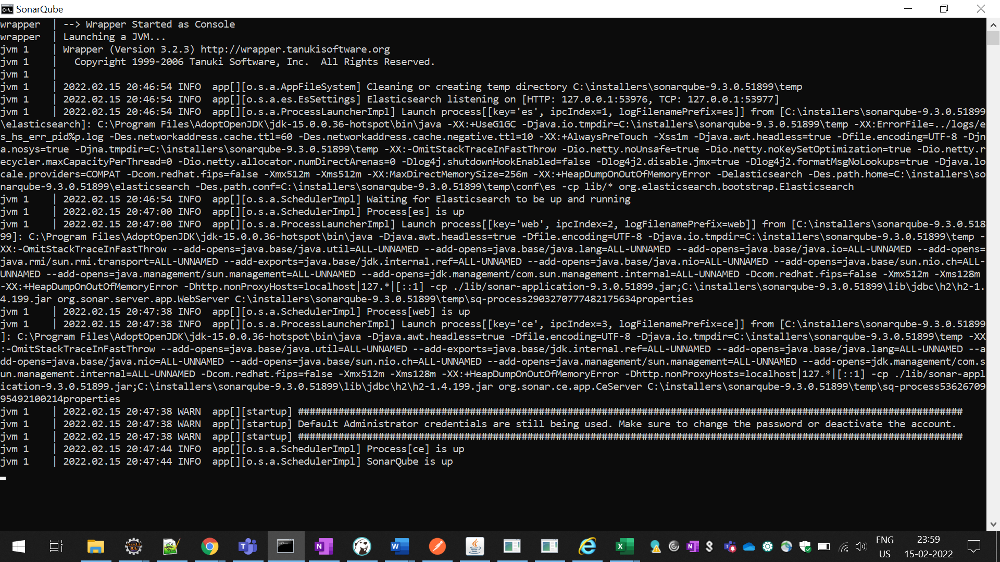 SonarQube
wrapper  | --> Wrapper Started as Console
wrapper  | Launching a JVM...
jvm 1    | Wrapper (Version 3.2.3) http://wrapper.tanukisoftware.org
jvm 1    |   Copyright 1999-2006 Tanuki Software, Inc.  All Rights Reserved.
jvm 1    |
jvm 1    | 2022.02.15 20:46:54 INFO  app[][o.s.a.AppFileSystem] Cleaning or creating temp directory C:\installers\sonarqube-9.3.0.51899\temp
jvm 1    | 2022.02.15 20:46:54 INFO  app[][o.s.a.es.EsSettings] Elasticsearch listening on [HTTP: 127.0.0.1:53976, TCP: 127.0.0.1:53977]
jvm 1    | 2022.02.15 20:46:54 INFO  app[][o.s.a.ProcessLauncherImpl] Launch process[[key='es', ipcIndex=1, logFilenamePrefix=es]] from [C:\installers\sonarqube-9.3.0.51899
\elasticsearch]: C:\Program Files\AdoptOpenJDK\jdk-15.0.0.36-hotspot\bin\java -XX:+UseG1GC -Djava.io.tmpdir=C:\installers\sonarqube-9.3.0.51899\temp -XX:ErrorFile=../logs/e
s_hs_err_pid%p.log -Des.networkaddress.cache.ttl=60 -Des.networkaddress.cache.negative.ttl=10 -XX:+AlwaysPreTouch -Xss1m -Djava.awt.headless=true -Dfile.encoding=UTF-8 -Djn
a.nosys=true -Djna.tmpdir=C:\installers\sonarqube-9.3.0.51899\temp -XX:-OmitStackTraceInFastThrow -Dio.netty.noUnsafe=true -Dio.netty.noKeySetOptimization=true -Dio.netty.r
ecycler.maxCapacityPerThread=0 -Dio.netty.allocator.numDirectArenas=0 -Dlog4j.shutdownHookEnabled=false -Dlog4j2.disable.jmx=true -Dlog4j2.formatMsgNoLookups=true -Djava.lo
cale.providers=COMPAT -Dcom.redhat.fips=false -Xmx512m -Xms512m -XX:MaxDirectMemorySize=256m -XX:+HeapDumpOnOutOfMemoryError -Delasticsearch -Des.path.home=C:\installers\so
narqube-9.3.0.51899\elasticsearch -Des.path.conf=C:\installers\sonarqube-9.3.0.51899\temp\conf\es -cp lib/* org.elasticsearch.bootstrap.Elasticsearch
jvm 1    | 2022.02.15 20:46:54 INFO  app[][o.s.a.SchedulerImpl] Waiting for Elasticsearch to be up and running
jvm 1    | 2022.02.15 20:47:00 INFO  app[][o.s.a.SchedulerImpl] Process[es] is up
jvm 1    | 2022.02.15 20:47:00 INFO  app[][o.s.a.ProcessLauncherImpl] Launch process[[key='web', ipcIndex=2, logFilenamePrefix=web]] from [C:\installers\sonarqube-9.3.0.518
99]: C:\Program Files\AdoptOpenJDK\jdk-15.0.0.36-hotspot\bin\java -Djava.awt.headless=true -Dfile.encoding=UTF-8 -Djava.io.tmpdir=C:\installers\sonarqube-9.3.0.51899\temp -
XX:-OmitStackTraceInFastThrow --add-opens=java.base/java.util=ALL-UNNAMED --add-opens=java.base/java.lang=ALL-UNNAMED --add-opens=java.base/java.io=ALL-UNNAMED --add-opens=
java.rmi/sun.rmi.transport=ALL-UNNAMED --add-exports=java.base/jdk.internal.ref=ALL-UNNAMED --add-opens=java.base/java.nio=ALL-UNNAMED --add-opens=java.base/sun.nio.ch=ALL-
UNNAMED --add-opens=java.management/sun.management=ALL-UNNAMED --add-opens=jdk.management/com.sun.management.internal=ALL-UNNAMED -Dcom.redhat.fips=false -Xmx512m -Xms128m
-XX:+HeapDumpOnOutOfMemoryError -Dhttp.nonProxyHosts=localhost|127.*|[::1] -cp ./lib/sonar-application-9.3.0.51899.jar;C:\installers\sonarqube-9.3.0.51899\lib\jdbc\h2\h2-1.
4.199.jar org.sonar.server.app.WebServer C:\installers\sonarqube-9.3.0.51899\temp\sq-process2903270777482175634properties
jvm 1    | 2022.02.15 20:47:38 INFO  app[][o.s.a.SchedulerImpl] Process[web] is up
jvm 1    | 2022.02.15 20:47:38 INFO  app[][o.s.a.ProcessLauncherImpl] Launch process[[key='ce', ipcIndex=3, logFilenamePrefix=ce]] from [C:\installers\sonarqube-9.3.0.51899
]: C:\Program Files\AdoptOpenJDK\jdk-15.0.0.36-hotspot\bin\java -Djava.awt.headless=true -Dfile.encoding=UTF-8 -Djava.io.tmpdir=C:\installers\sonarqube-9.3.0.51899\temp -XX
:-OmitStackTraceInFastThrow --add-opens=java.base/java.util=ALL-UNNAMED --add-exports=java.base/jdk.internal.ref=ALL-UNNAMED --add-opens=java.base/java.lang=ALL-UNNAMED --a
dd-opens=java.base/java.nio=ALL-UNNAMED --add-opens=java.base/sun.nio.ch=ALL-UNNAMED --add-opens=java.management/sun.management=ALL-UNNAMED --add-opens=jdk.management/com.s
un.management.internal=ALL-UNNAMED -Dcom.redhat.fips=false -Xmx512m -Xms128m -XX:+HeapDumpOnOutOfMemoryError -Dhttp.nonProxyHosts=localhost|127.*|[::1] -cp ./lib/sonar-appl
ication-9.3.0.51899.jar;C:\installers\sonarqube-9.3.0.51899\lib\jdbc\h2\h2-1.4.199.jar org.sonar.ce.app.CeServer C:\installers\sonarqube-9.3.0.51899\temp\sq-process53626709
95492100214properties
jvm 1    | 2022.02.15 20:47:38 WARN  app[][startup] ####################################################################################################################
jvm 1    | 2022.02.15 20:47:38 WARN  app[][startup] Default Administrator credentials are still being used. Make sure to change the password or deactivate the account.
jvm 1    | 2022.02.15 20:47:38 WARN  app[][startup] ####################################################################################################################
jvm 1    | 2022.02.15 20:47:44 INFO  app[][o.s.a.SchedulerImpl] Process[ce] is up
jvm 1    | 2022.02.15 20:47:44 INFO  app[][o.s.a.SchedulerImpl] SonarQube is up
ENG
US
23:59
15-02-2022